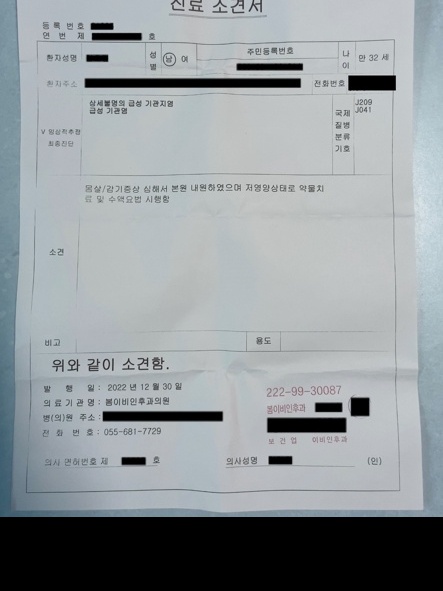 진료 소견서
등록 번호
연 번 제 호
환자성명
성별
남 여
주민등록번호
나이
만 32 세
환자주소
전화번호
V 임상적추정
최종진단
상세불명의 급성 기관지염
급성 기관염
국제질병분류기호
J209
J041
소견
몸살/감기증상 심해서 본원 내원하였으며 저영양상태로 약물치
료 및 수액요법 시행함
비고
용도
위와 같이 소견함.
발 행 일 : 2022 년 12 월 30 일
의 료 기 관 명 : 봄이비인후과의원
병(의)원 주소 :
전 화 번 호 : 055-681-7729
222-99-30087
봄이비인후과
보 건 업 이비인후과
의사 면허번호 제 호
의사성명
(인)